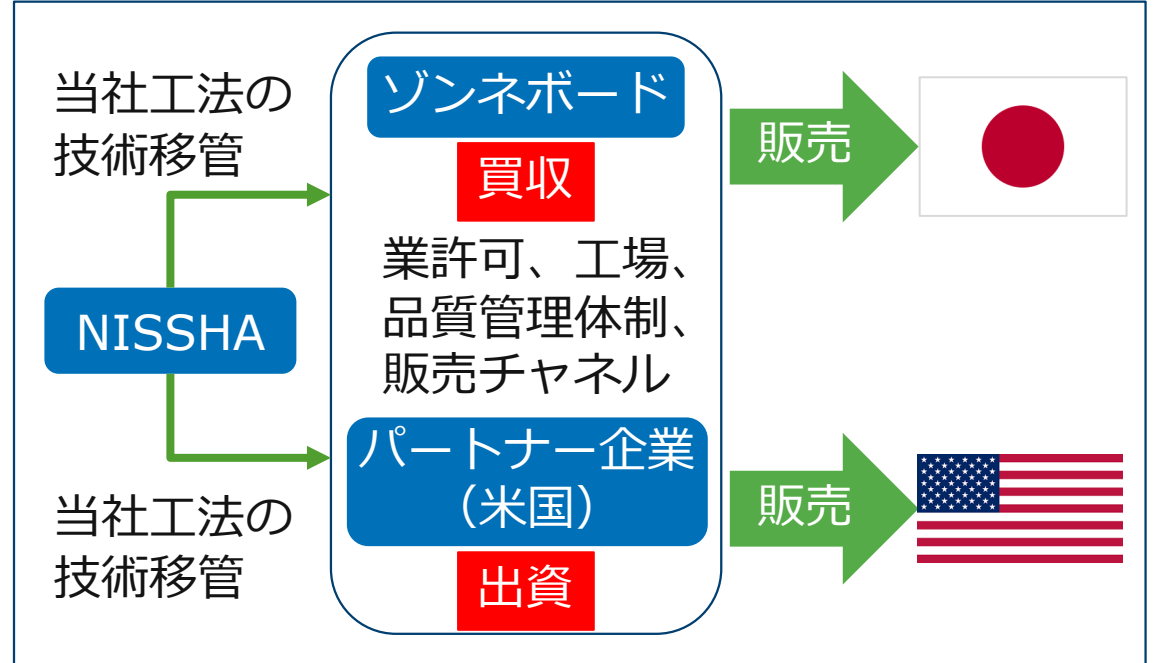 当社工法の
技術移管
NISSHA
当社工法の
技術移管
ゾンネボード
買収
業許可、工場、
品質管理体制、
販売チャネル
パートナー企業
（米国）
出資
販売
販売